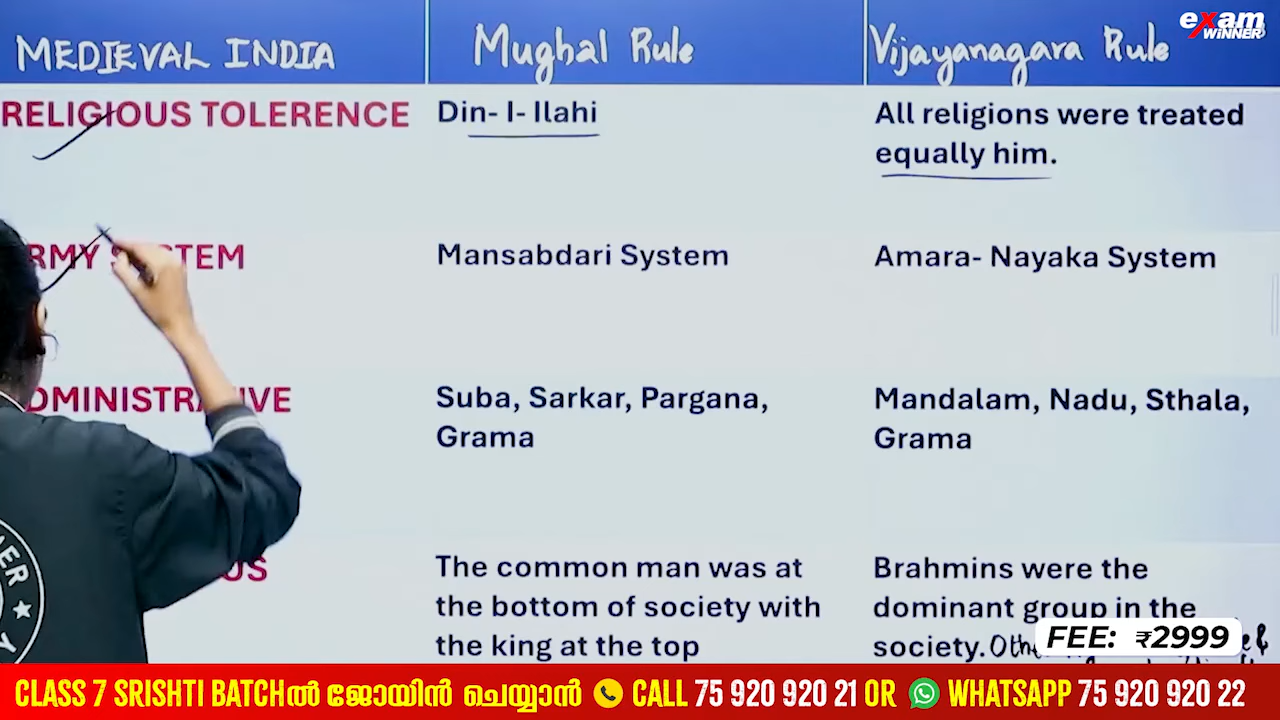 MEDIEVAL INDIA Mughal Rule Vijayanagara Rule
exam
WINNER
RELIGIOUS TOLERENCE Din- I- Ilahi All religions were treated
equally him.
RMY SYSTEM Mansabdari System Amara- Nayaka System
DMINISTRATIVE Suba, Sarkar, Pargana, Mandalam, Nadu, Sthala,
Grama Grama
US The common man was at Brahmins were the
the bottom of society with dominant group in the
the king at the top society.
FEE: ₹2999
CLASS 7 SRISHTI BATCHൽ ജോയിൻ ചെയ്യാൻ CALL 75 920 920 21 OR WHATSAPP 75 920 920 22